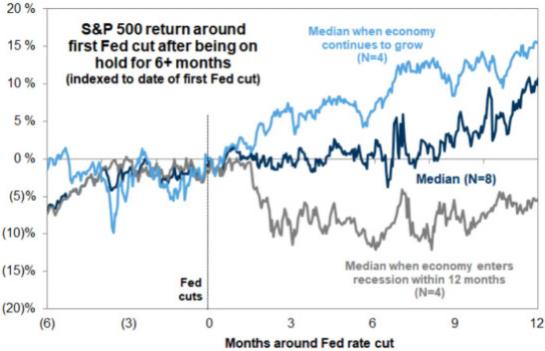 S&P 500 return around
first Fed cut after being on
hold for 6+ months
(indexed to date of first Fed cut)
Median when economy
continues to grow
(N=4)
Median (N=8)
Median when economy enters
recession within 12 months
(N=4)
Fed
cuts
20 %
15 %
10 %
5 %
0 %
(5)%
(10)%
(15)%
(20)%
(6)
(3)
0
3
6
9
12
Months around Fed rate cut